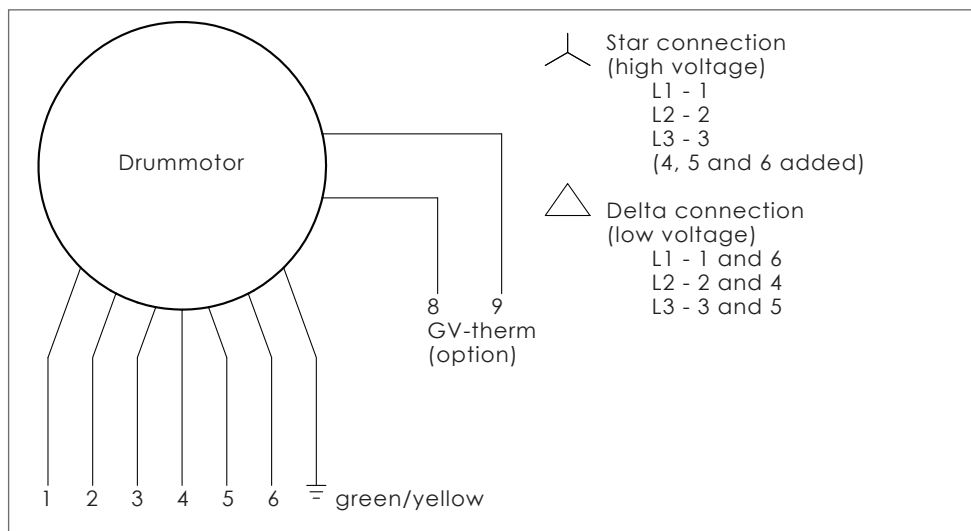 Drummotor
Star connection
(high voltage)
L1 - 1
L2 - 2
L3 - 3
(4, 5 and 6 added)
Delta connection
(low voltage)
L1 - 1 and 6
L2 - 2 and 4
L3 - 3 and 5
8 9
GV-therm
(option)
1 2 3 4 5 6 green/yellow